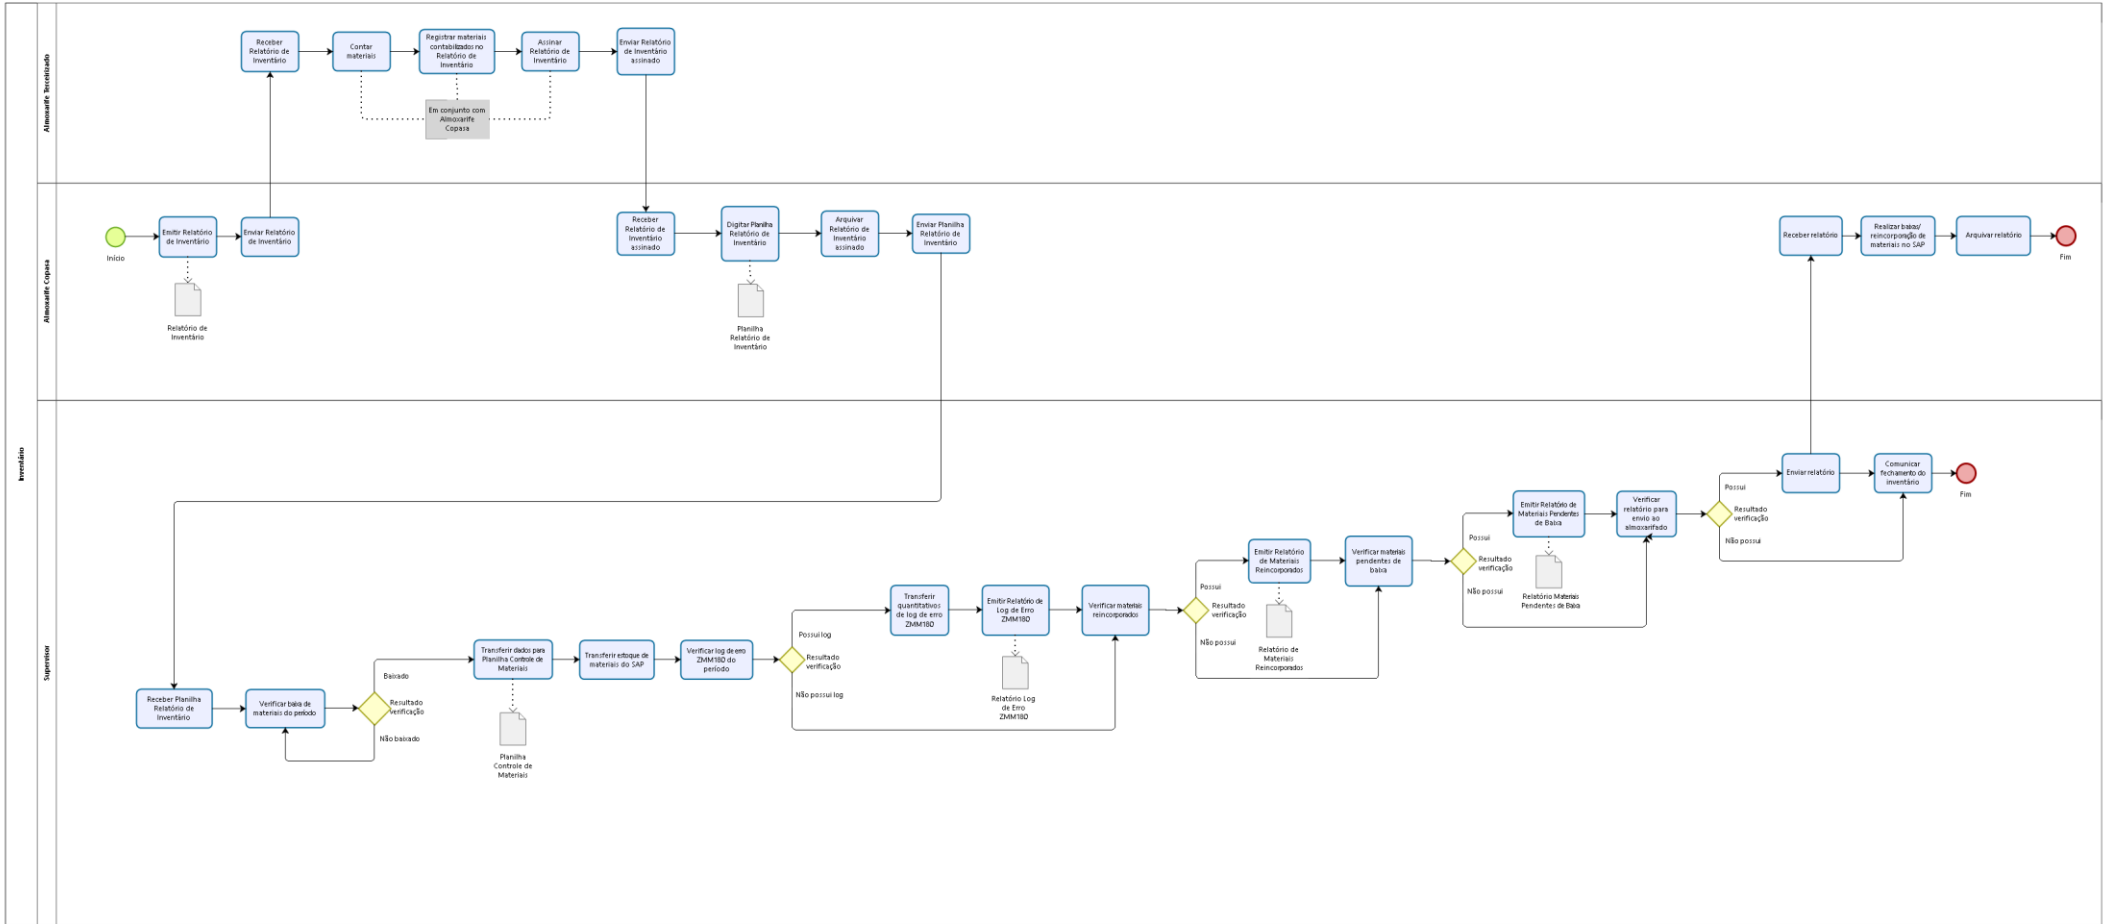 Inventário
Almoxarife Terceirizado
Receber
Relatório de
Inventário
Contar
materiais
Registrar materiais
contabilizados no
Relatório de
Inventário
Assinar
Relatório de
Inventário
Enviar Relatório
de Inventário
assinado
Em conjunto com
Almoxarife
Copasa
Almoxarife Copasa
Início
Emitir Relatório
de Inventário
Enviar Relatório
de Inventário
Relatório de
Inventário
Receber
Relatório de
Inventário
assinado
Digitar Planilha
Relatório de
Inventário
Arquivar
Relatório de
Inventário
assinado
Enviar Planilha
Relatório de
Inventário
Planilha
Relatório de
Inventário
Receber relatório
Realizar baixa/
reincorporação de
materiais no SAP
Arquivar relatório
Fim
Supervisor
Receber Planilha
Relatório de
Inventário
Verificar baixa de
materiais do período
Resultado
verificação
Baixado
Não baixado
Transferir dados para
Planilha Controle de
Materiais
Planilha
Controle de
Materiais
Transferir estoque de
materiais do SAP
Verificar log de erro
ZMM180 do
período
Resultado
verificação
Possui log
Não possui log
Transferir
quantitativos
de log de erro
ZMM180
Emitir Relatório de
Log de Erro
ZMM180
Relatório Log
de Erro
ZMM180
Verificar materiais
reincorporados
Resultado
verificação
Possui
Não possui
Emitir Relatório
de Materiais
Reincorporados
Relatório de
Materiais
Reincorporados
Verificar materiais
pendentes de
baixa
Resultado
verificação
Possui
Não possui
Emitir Relatório de
Materiais Pendentes
de Baixa
Relatório Materiais
Pendentes de Baixa
Verificar
relatório para
envio ao
almoxarifado
Resultado
verificação
Possui
Não possui
Enviar relatório
Comunicar
fechamento do
inventário
Fim